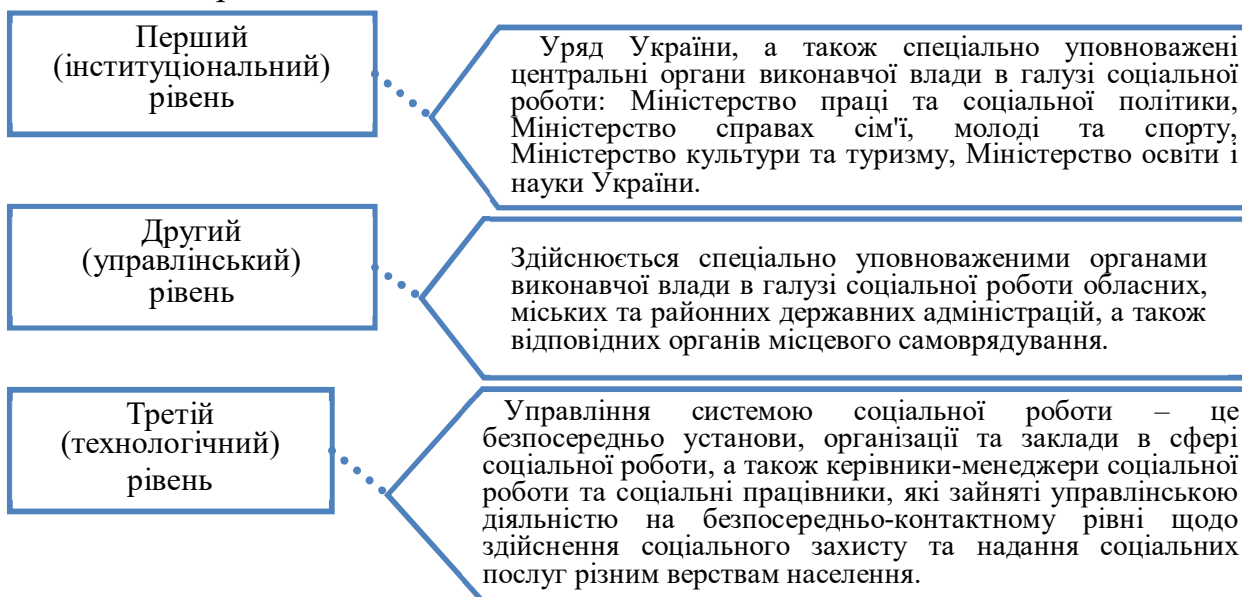 Перший
(інституціональний)
рівень
Уряд України, а також спеціально уповноважені
центральні органи виконавчої влади в галузі соціальної
роботи: Міністерство праці та соціальної політики,
Міністерство справах сім'ї, молоді та спорту,
Міністерство культури та туризму, Міністерство освіти і
науки України.
Другий
(управлінський)
рівень
Здійснюється спеціально уповноваженими органами
виконавчої влади в галузі соціальної роботи обласних,
міських та районних державних адміністрацій, а також
відповідних органів місцевого самоврядування.
Третій
(технологічний)
рівень
Управління системою соціальної роботи – це
безпосередньо установи, організації та заклади в сфері
соціальної роботи, а також керівники-менеджери соціальної
роботи та соціальні працівники, які зайняті управлінською
діяльністю на безпосередньо-контактному рівні щодо
здійснення соціального захисту та надання соціальних
послуг різним верствам населення.